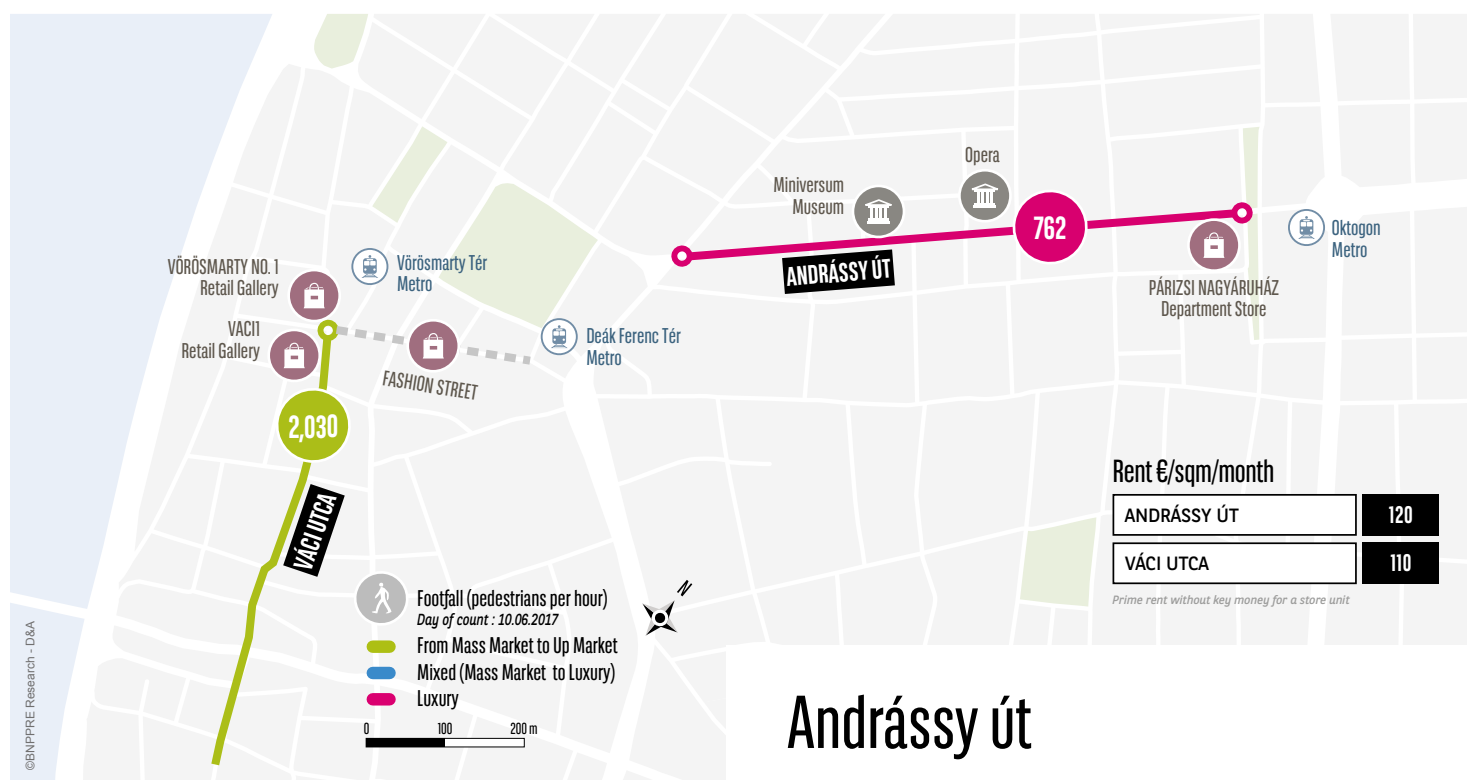 Opera
Miniversum
Museum
762
Oktogon
Metro
ANDRÁSSY ÚT
PÁRIZSI NAGYÁRUHÁZ
Department Store
VÖRÖSMARTY NO. 1
Retail Gallery
Vörösmarty Tér
Metro
VACI1
Retail Gallery
Deák Ferenc Tér
Metro
FASHION STREET
2,030
VÁCI UTCA
Rent €/sqm/month
ANDRÁSSY ÚT 120
VÁCI UTCA 110
Prime rent without key money for a store unit
N
Footfall (pedestrians per hour)
Day of count : 10.06.2017
From Mass Market to Up Market
Mixed (Mass Market to Luxury)
Luxury
0 100 200 m
Andrássy út
©BNPPRE Research - D&A